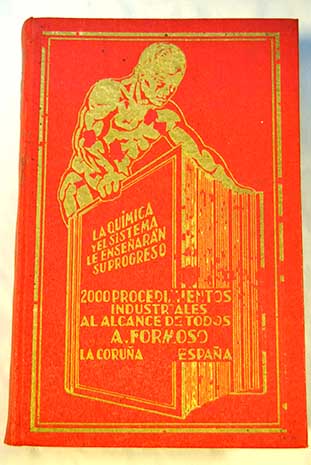 LA QUÍMICA
Y EL SISTEMA
LE ENSEÑARÁN
SU PROGRESO
2000 PROCEDIMIENTOS
INDUSTRIALES
AL ALCANCE DE TODOS
A. FORMOSO
LA CORUÑA ESPAÑA